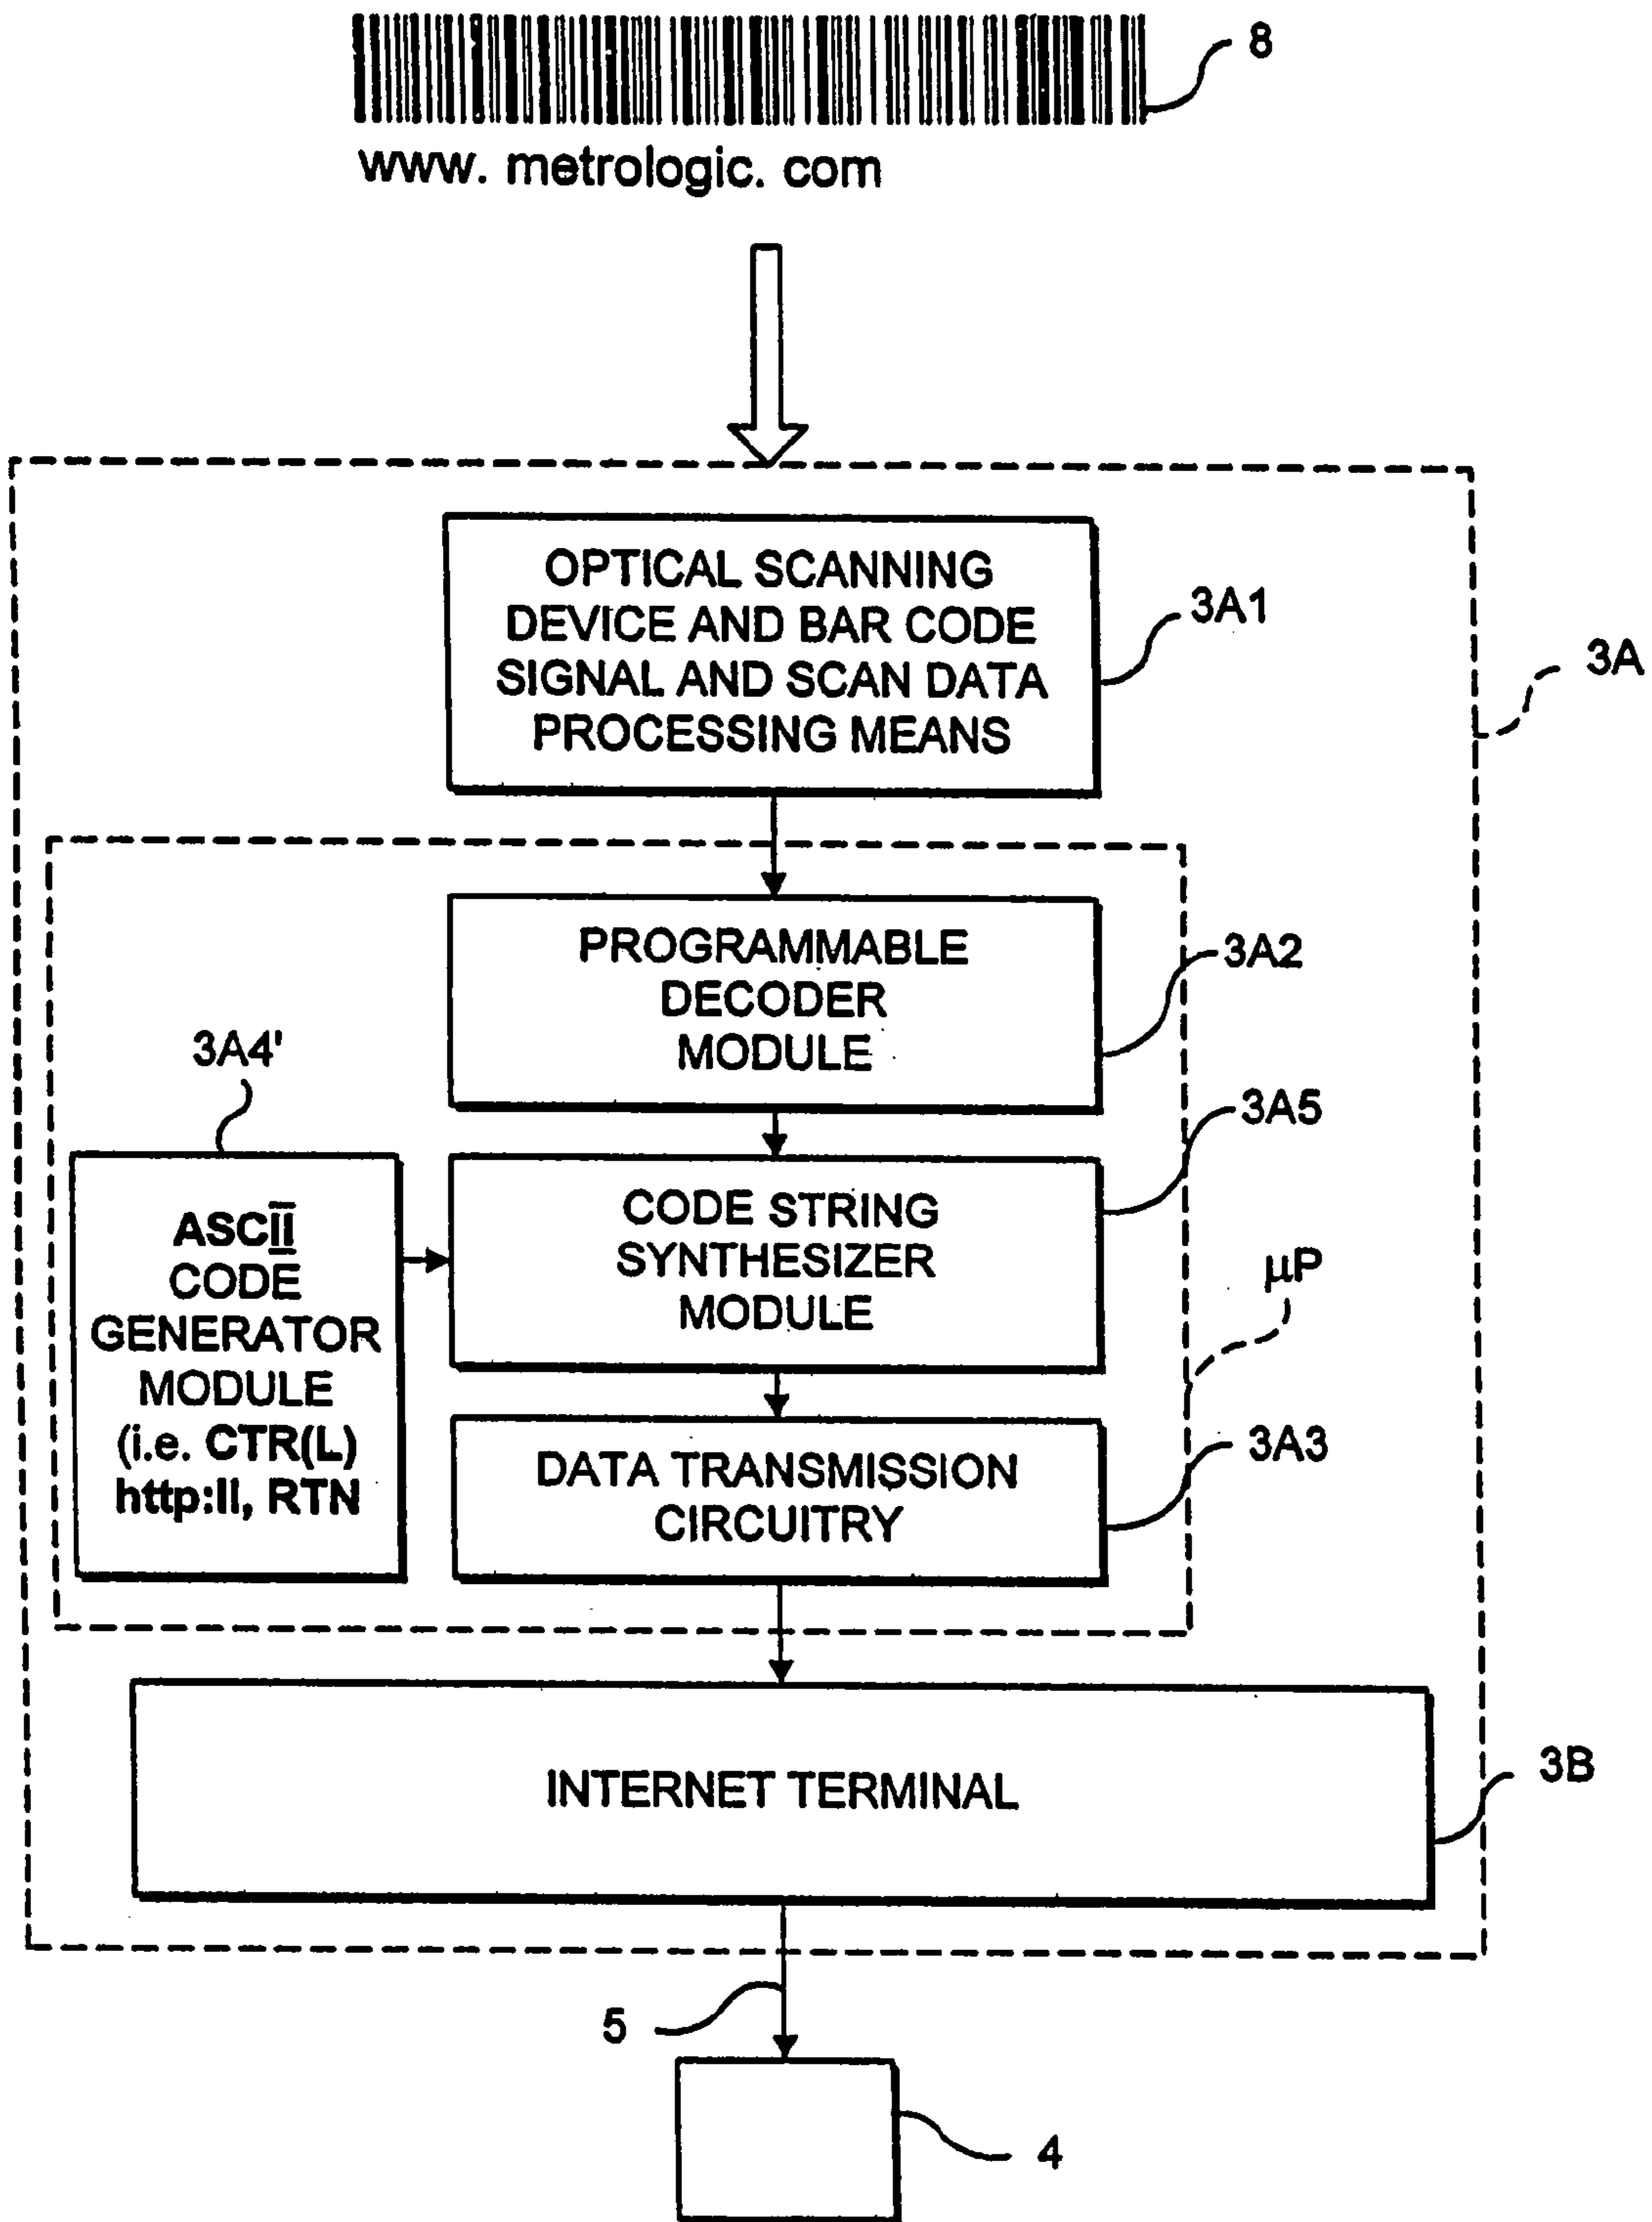 8
www. metrologic. com
OPTICAL SCANNING
DEVICE AND BAR CODE
SIGNAL AND SCAN DATA
PROCESSING MEANS
3A1
3A
PROGRAMMABLE
DECODER
MODULE
3A2
3A4'
3A5
ASCII
CODE
GENERATOR
MODULE
(i.e. CTR(L)
http:II, RTN
CODE STRING
SYNTHESIZER
MODULE
µP
DATA TRANSMISSION
CIRCUITRY
3A3
INTERNET TERMINAL
3B
5
4